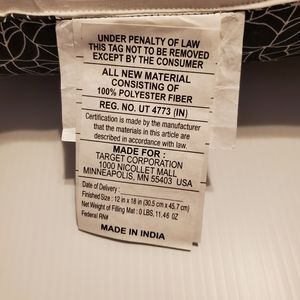 UNDER PENALTY OF LAW
THIS TAG NOT TO BE REMOVED
EXCEPT BY THE CONSUMER
ALL NEW MATERIAL
CONSISTING OF
100% POLYESTER FIBER
REG. NO. UT 4773 (IN)
Certification is made by the manufacturer
that the materials in this article are
described in accordance with law.
MADE FOR :
TARGET CORPORATION
1000 NICOLLET MALL
MINNEAPOLIS, MN 55403 USA
Date of Delivery :
Finished Size : 12 in x 18 in (30.5 cm x 45.7 cm)
Net Weight of Filling Mat : 0 LBS, 11.46 OZ
Federal RN#
MADE IN INDIA